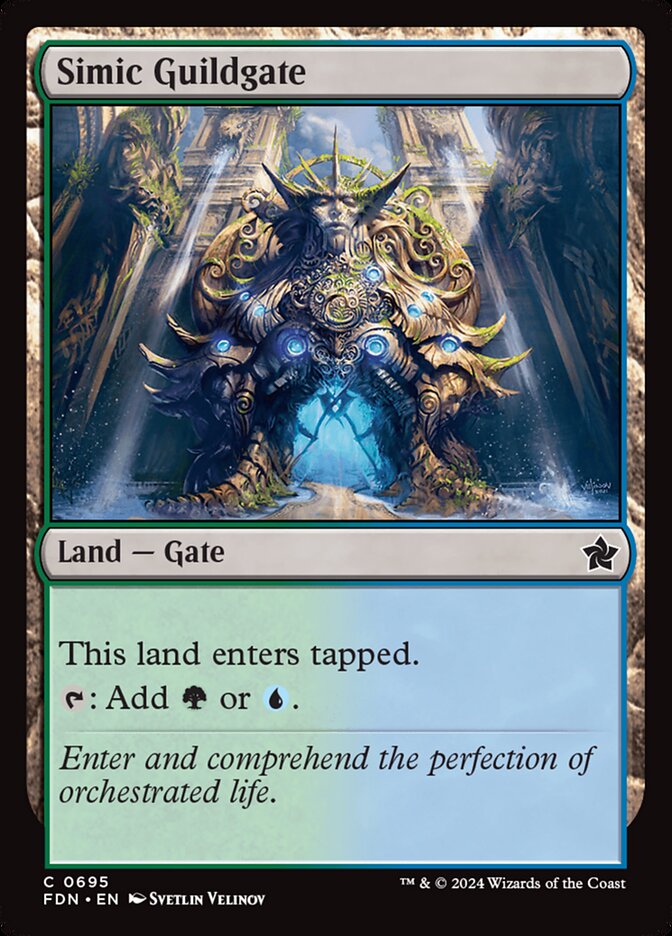 Simic Guildgate
Land — Gate
This land enters tapped.
: Add or .
Enter and comprehend the perfection of
orchestrated life.
C 0695
FDN • EN Svetlin Velinov
™ & © 2024 Wizards of the Coast